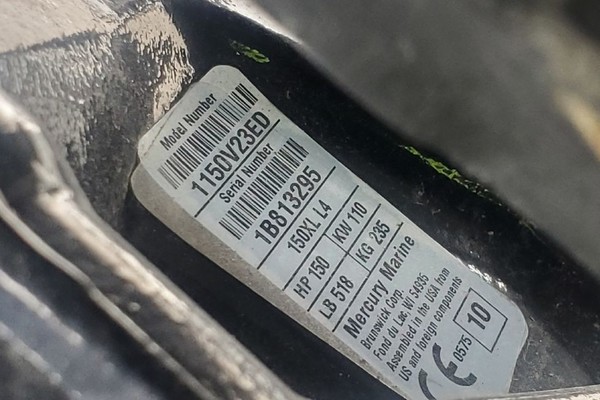 Model Number
1150V23ED
Serial Number
1B813295
150XL L4
HP 150 KW 110
LB 518 KG 235
Mercury Marine
Brunswick Corp.
Fond du Lac, WI 54935
Assembled in the USA from
US and foreign components
CE 0575 10